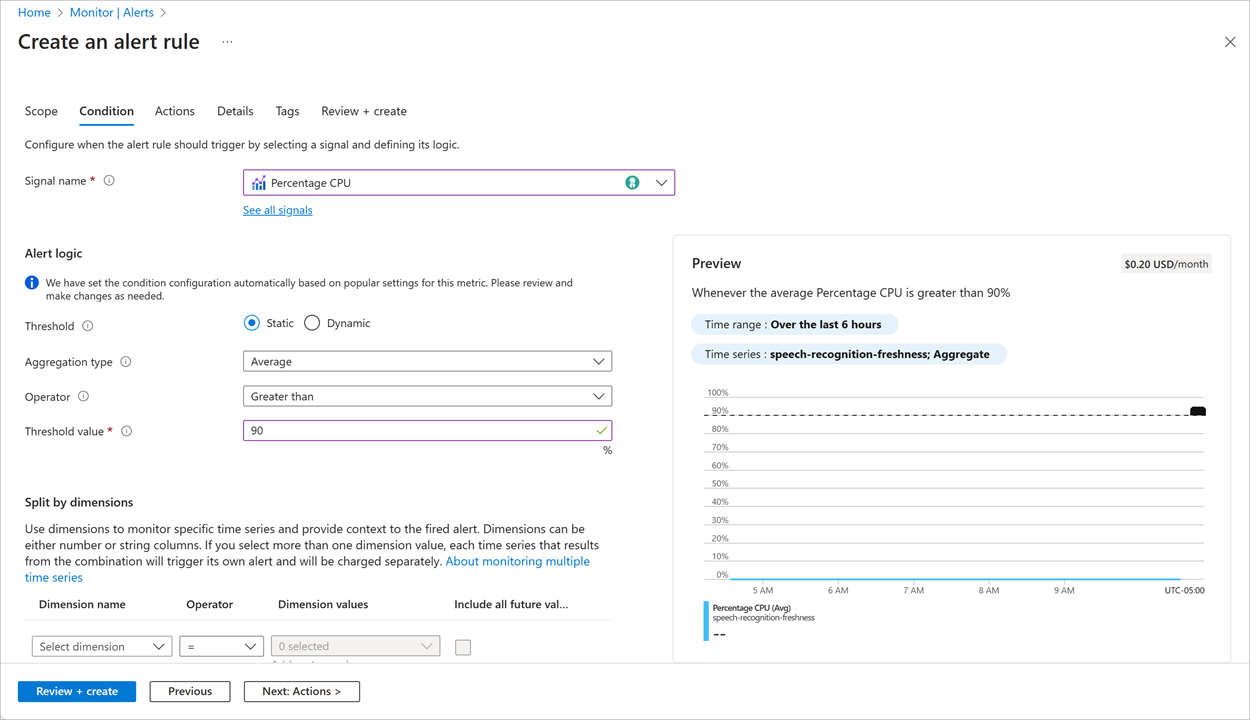 Home > Monitor | Alerts >
Create an alert rule ...
Scope Condition Actions Details Tags Review + create
Configure when the alert rule should trigger by selecting a signal and defining its logic.
Signal name *
Percentage CPU
See all signals
Alert logic
We have set the condition configuration automatically based on popular settings for this metric. Please review and
make changes as needed.
Threshold
Static Dynamic
Aggregation type
Average
Operator
Greater than
Threshold value *
90
%
Split by dimensions
Use dimensions to monitor specific time series and provide context to the fired alert. Dimensions can be
either number or string columns. If you select more than one dimension value, each time series that results
from the combination will trigger its own alert and will be charged separately. About monitoring multiple
time series
Dimension name Operator Dimension values Include all future val...
Select dimension = 0 selected
Preview
$0.20 USD/month
Whenever the average Percentage CPU is greater than 90%
Time range : Over the last 6 hours
Time series : speech-recognition-freshness; Aggregate
100%
90%
80%
70%
60%
50%
40%
30%
20%
10%
0%
5 AM 6 AM 7 AM 8 AM 9 AM UTC-05:00
Percentage CPU (Avg)
speech-recognition-freshness
--
Review + create Previous Next: Actions >